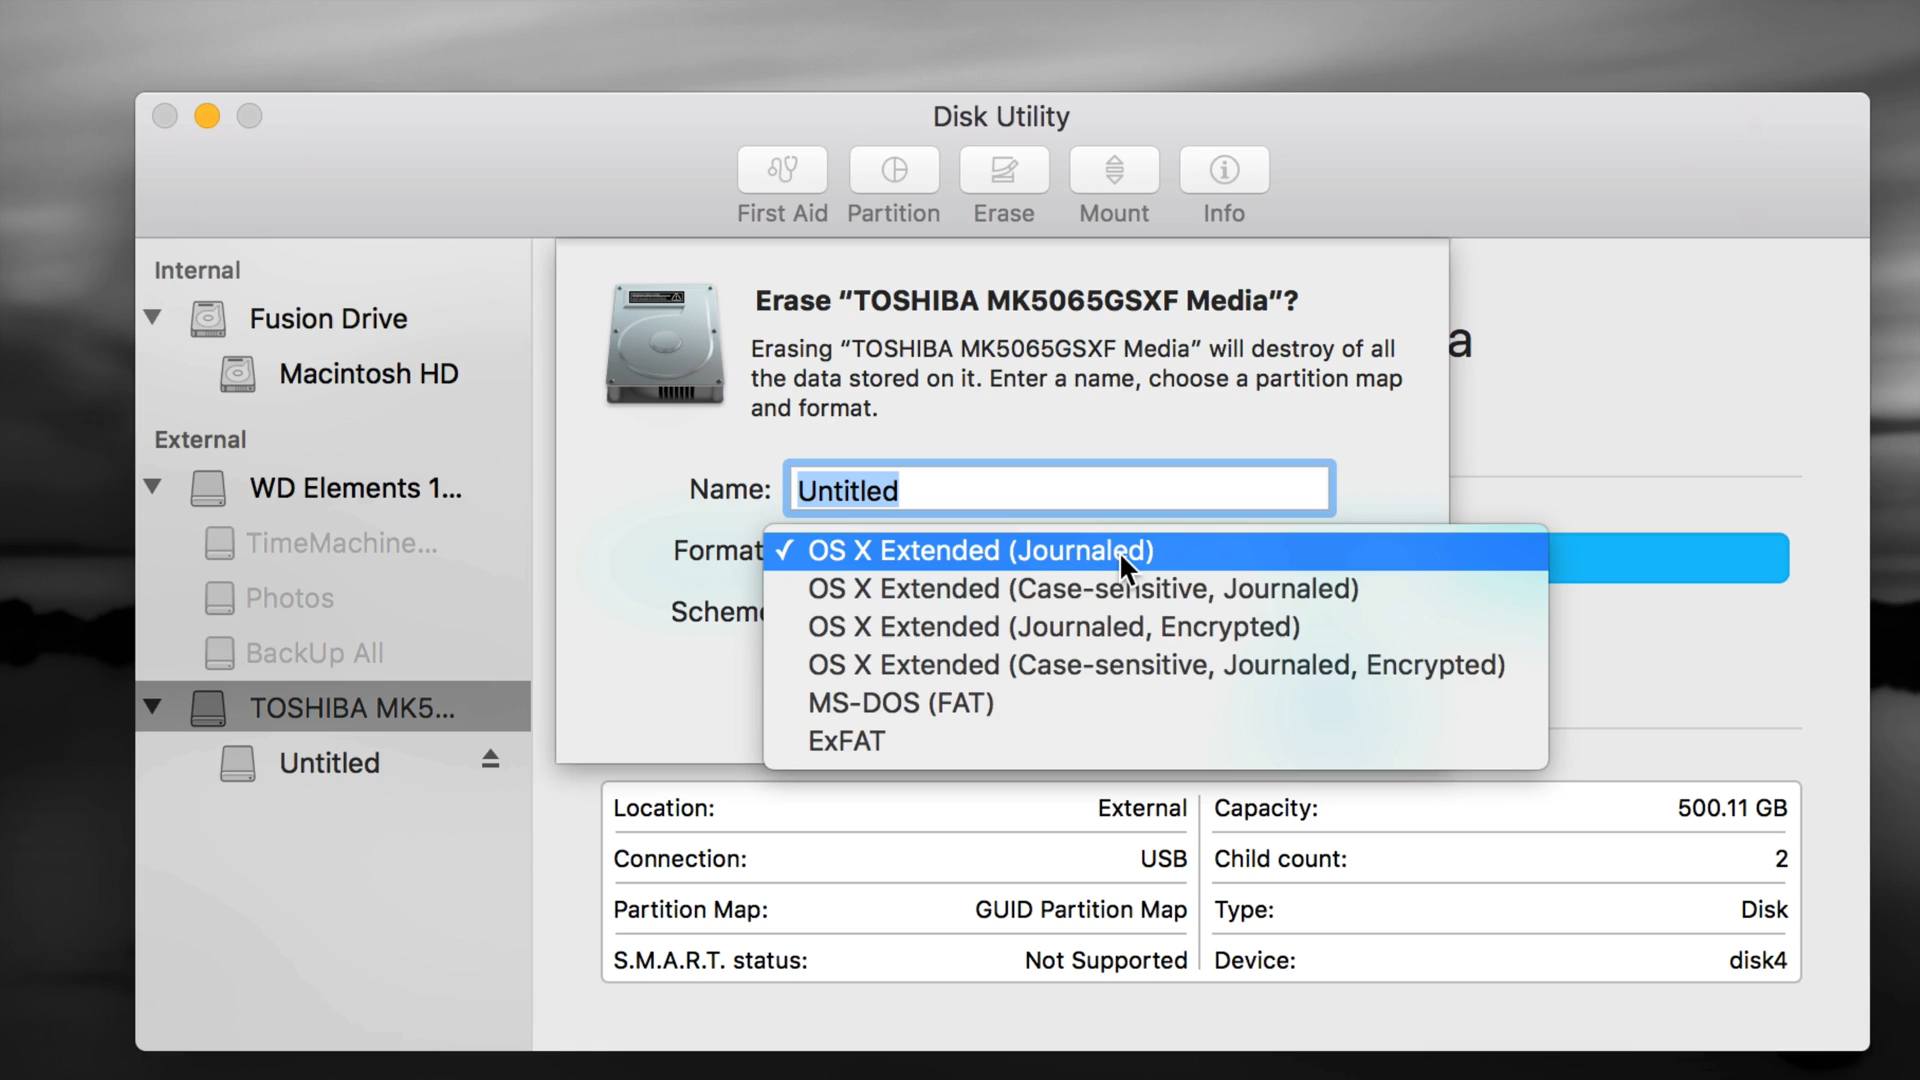 Disk Utility
First Aid
Partition
Erase
Mount
Info
Internal
Fusion Drive
Macintosh HD
External
WD Elements 1...
TimeMachine...
Photos
BackUp All
TOSHIBA MK5...
Untitled
Erase “TOSHIBA MK5065GSXF Media”?
Erasing “TOSHIBA MK5065GSXF Media” will destroy of all
the data stored on it. Enter a name, choose a partition map
and format.
a
Name: Untitled
Format
✓ OS X Extended (Journaled)
OS X Extended (Case-sensitive, Journaled)
OS X Extended (Journaled, Encrypted)
OS X Extended (Case-sensitive, Journaled, Encrypted)
MS-DOS (FAT)
ExFAT
Scheme
Location: External
Connection: USB
Partition Map: GUID Partition Map
S.M.A.R.T. status: Not Supported
Capacity: 500.11 GB
Child count: 2
Type: Disk
Device: disk4